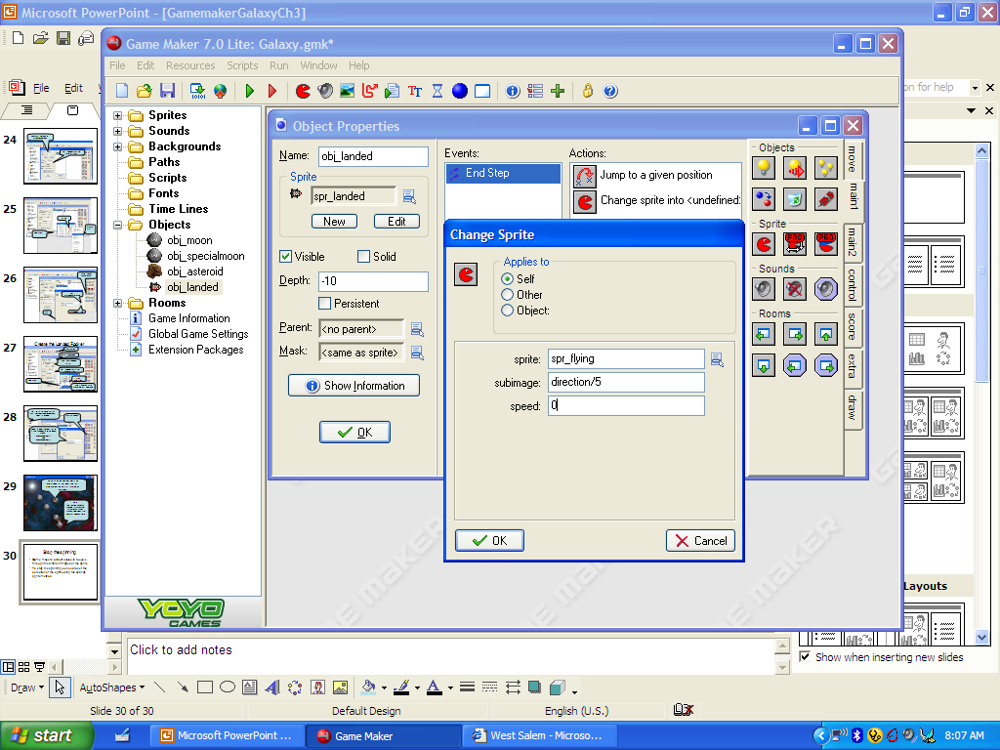 Microsoft PowerPoint - [GamemakerGalaxyCh3]
File Edit
on for help
24
25
26
27
28
29
30
Game Maker 7.0 Lite: Galaxy.gmk*
File Edit Resources Scripts Run Window Help
Sprites
Sounds
Backgrounds
Paths
Scripts
Fonts
Time Lines
Objects
obj_moon
obj_specialmoon
obj_asteroid
obj_landed
Rooms
Game Information
Global Game Settings
Extension Packages
YOYO
GAMES
Object Properties
Name: obj_landed
Sprite
spr_landed
New Edit
Visible Solid
Depth: -10
Persistent
Parent: <no parent>
Mask: <same as sprite>
Show Information
OK
Events:
End Step
Actions:
Jump to a given position
Change sprite into <undefined:
Objects
Sprite
Sounds
Rooms
move
main1
main2
control
score
extra
draw
Change Sprite
Applies to
Self
Other
Object:
sprite: spr_flying
subimage: direction/5
speed: 0
OK Cancel
GAME MAKER
Layouts
Show when inserting new slides
Click to add notes
Draw AutoShapes
Slide 30 of 30 Default Design English (U.S.)
start Microsoft PowerPoint ... Game Maker West Salem - Microso... 8:07 AM